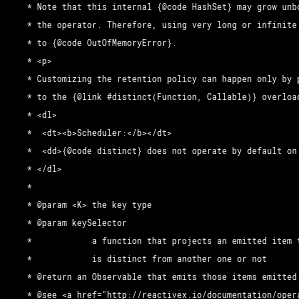 * Note that this internal {@code HashSet} may grow unbo
* the operator. Therefore, using very long or infinite
* to {@code OutOfMemoryError}.
* <p>
* Customizing the retention policy can happen only by p
* to the {@link #distinct(Function, Callable)} overloa
* <dl>
*  <dt><b>Scheduler:</b></dt>
*  <dd>{@code distinct} does not operate by default on
* </dl>
*
* @param <K> the key type
* @param keySelector
*            a function that projects an emitted item t
*            is distinct from another one or not
* @return an Observable that emits those items emitted
* @see <a href="http://reactivex.io/documentation/opera